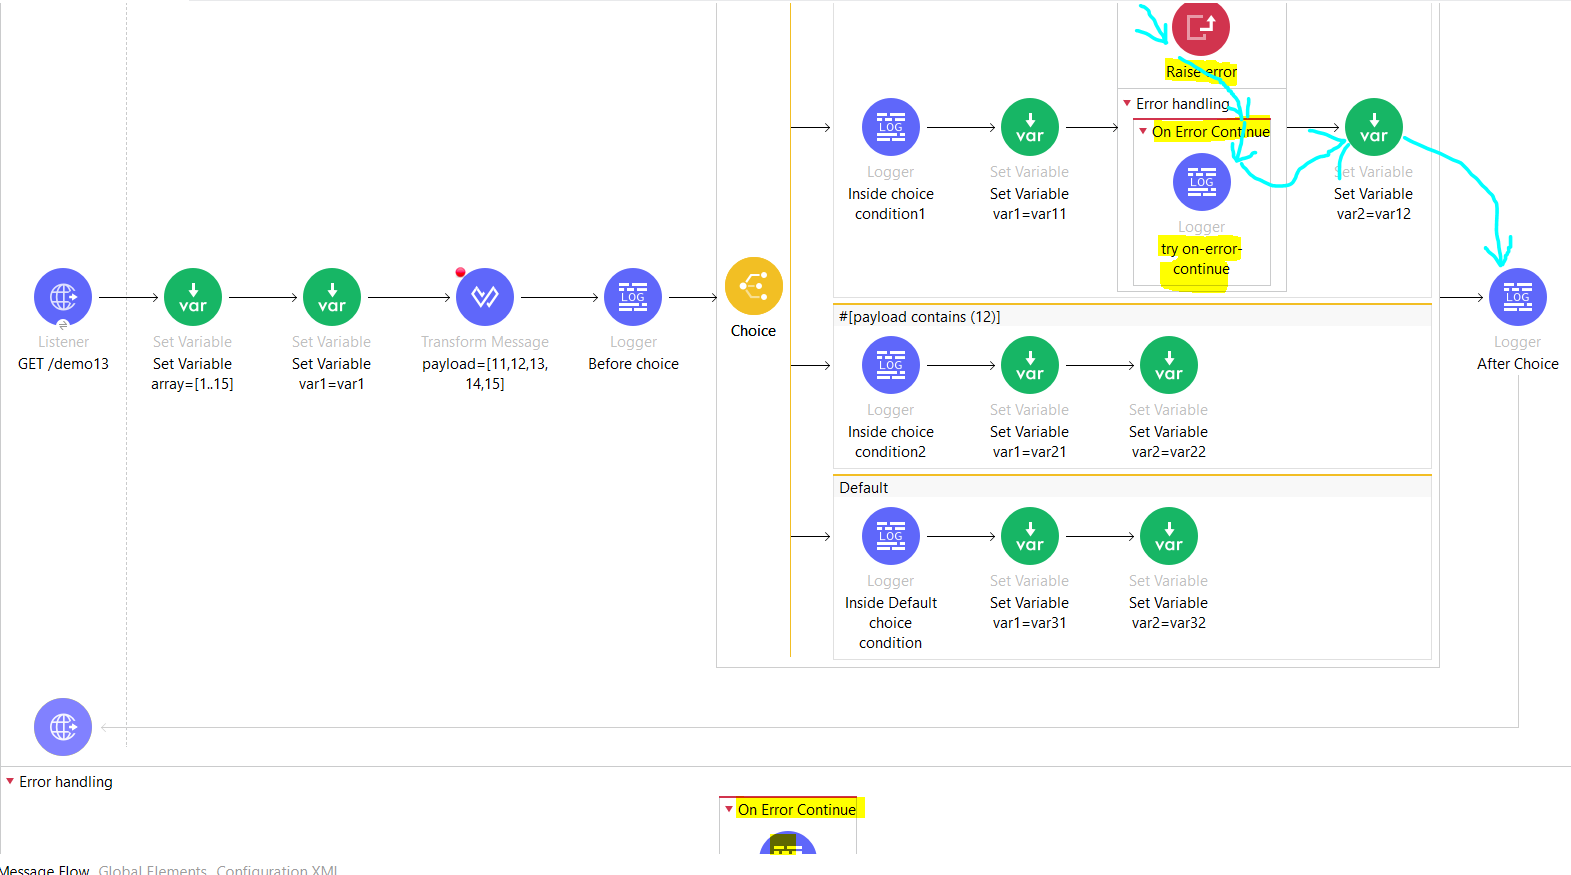 Raise error
Error handling
On Error Continue
LOG
var
LOG
var
Logger
Set Variable
Set Variable
Inside choice
condition1
Set Variable
var1=var11
Set Variable
var2=var12
Logger
try on-error-
continue
var
var
LOG
LOG
Choice
#[payload contains (12)]
Listener
Set Variable
Set Variable
Transform Message
Logger
Logger
GET /demo13
Set Variable
array=[1..15]
Set Variable
var1=var1
payload=[11,12,13,
14,15]
Before choice
After Choice
LOG
var
var
Logger
Set Variable
Set Variable
Inside choice
condition2
Set Variable
var1=var21
Set Variable
var2=var22
Default
LOG
var
var
Logger
Set Variable
Set Variable
Inside Default
choice
condition
Set Variable
var1=var31
Set Variable
var2=var32
Error handling
On Error Continue
Message Flow
Global Elements
Configuration XML